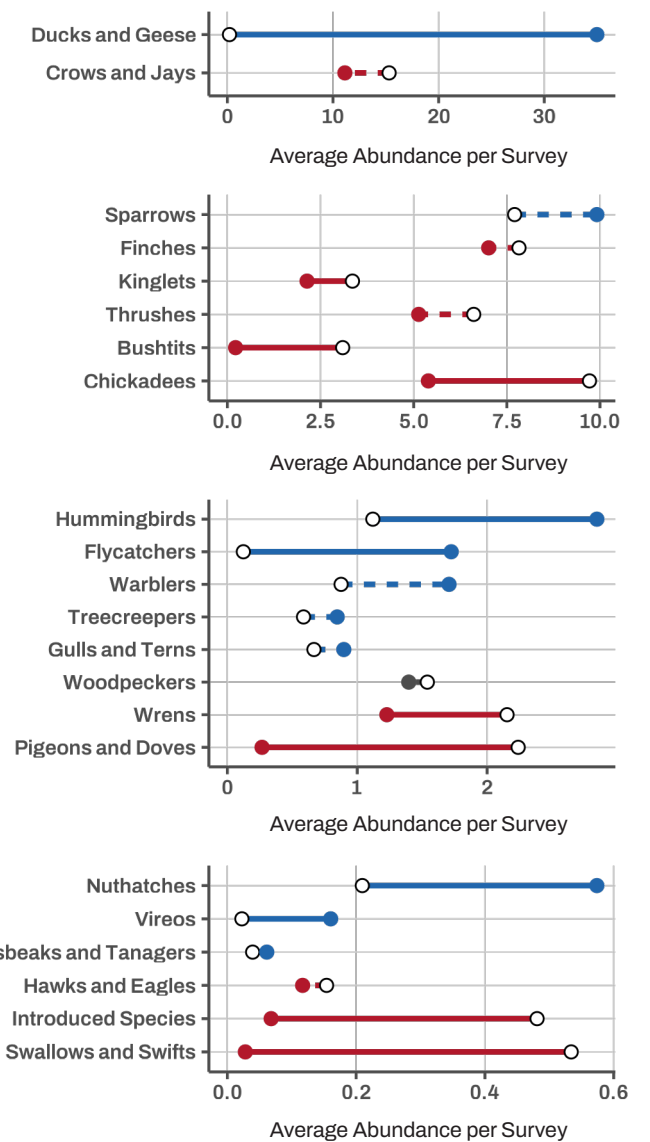 Ducks and Geese
Crows and Jays
0 10 20 30
Average Abundance per Survey
Sparrows
Finches
Kinglets
Thrushes
Bushtits
Chickadees
0.0 2.5 5.0 7.5 10.0
Average Abundance per Survey
Hummingbirds
Flycatchers
Warblers
Treecreepers
Gulls and Terns
Woodpeckers
Wrens
Pigeons and Doves
0 1 2
Average Abundance per Survey
Nuthatches
Vireos
sbeaks and Tanagers
Hawks and Eagles
Introduced Species
Swallows and Swifts
0.0 0.2 0.4 0.6
Average Abundance per Survey